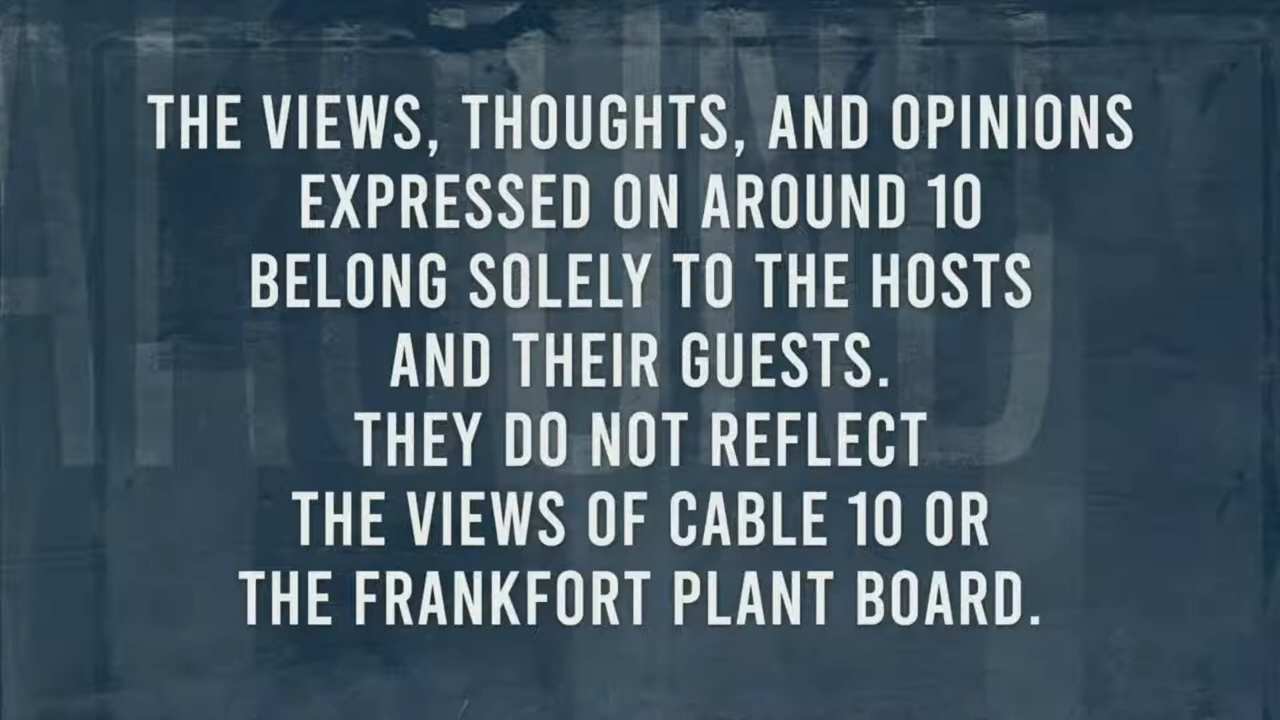 THE VIEWS, THOUGHTS, AND OPINIONS
EXPRESSED ON AROUND 10
BELONG SOLELY TO THE HOSTS
AND THEIR GUESTS.
THEY DO NOT REFLECT
THE VIEWS OF CABLE 10 OR
THE FRANKFORT PLANT BOARD.